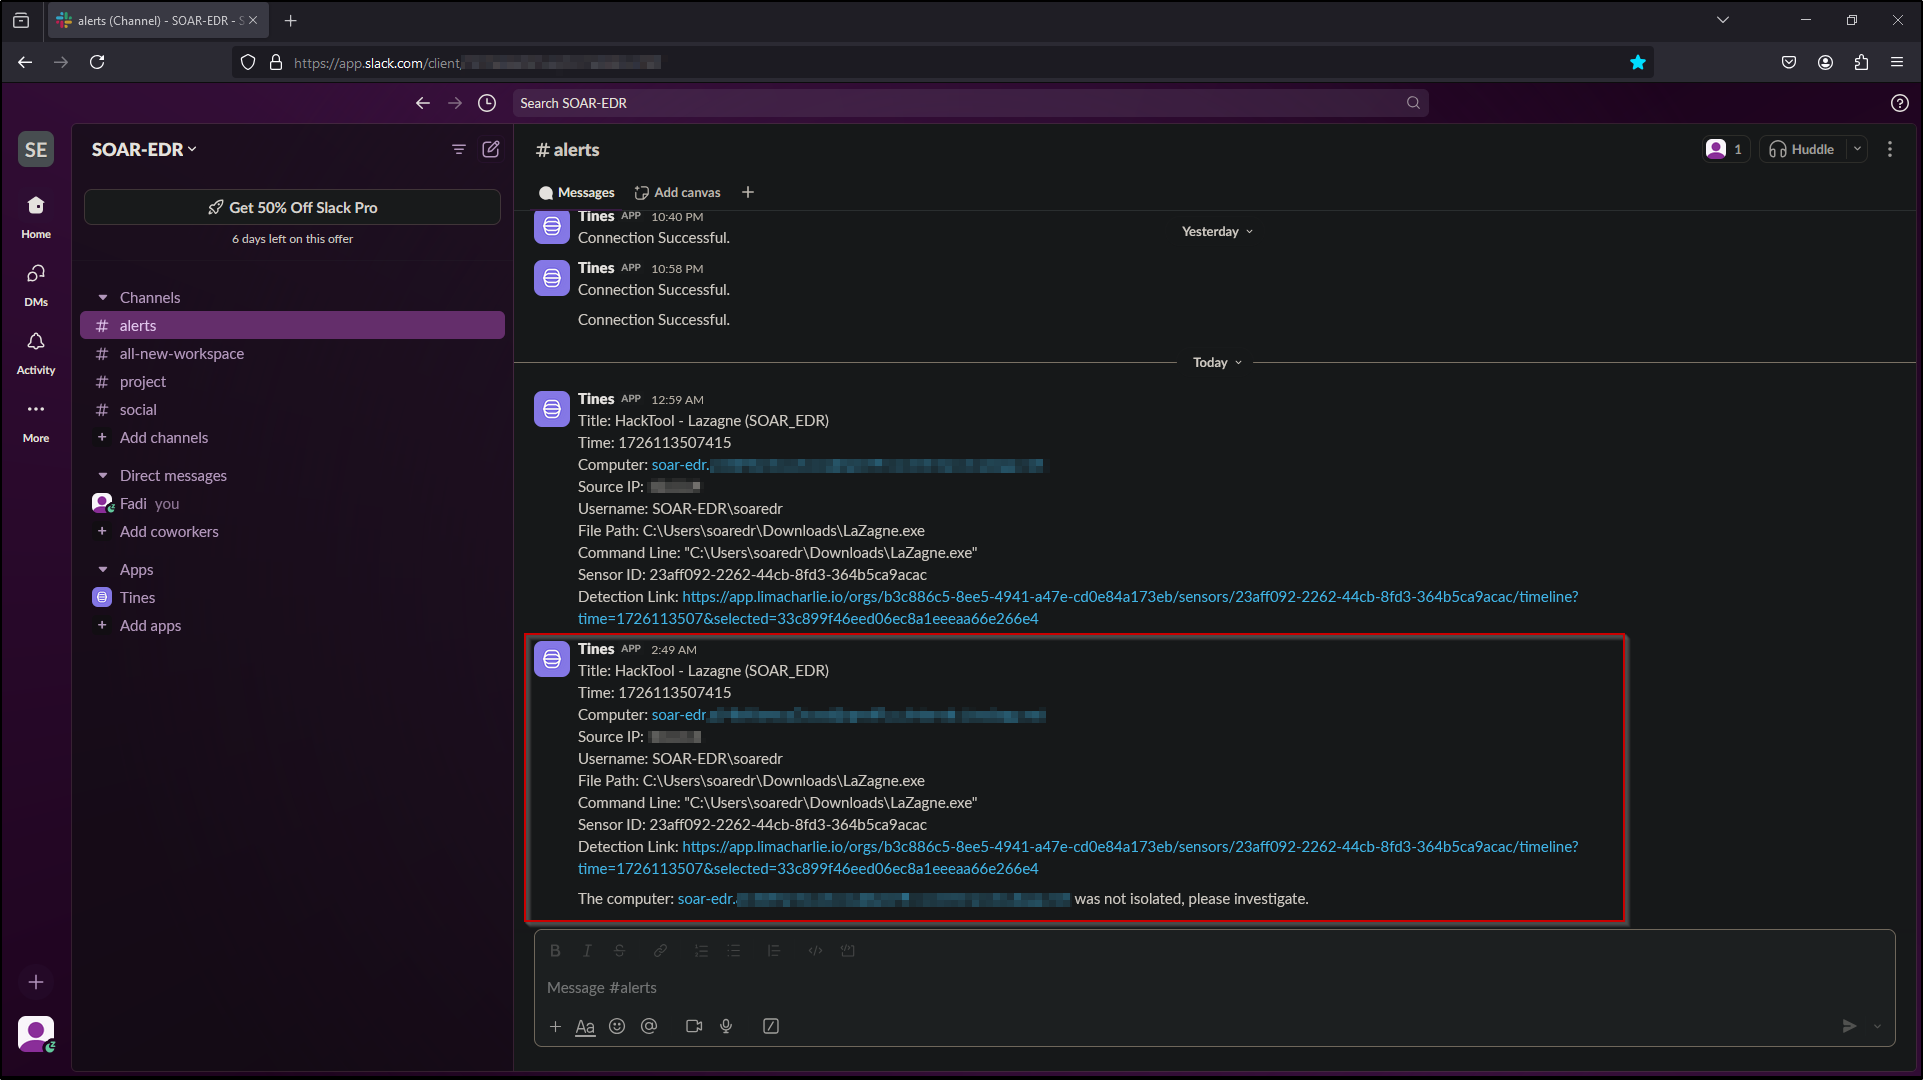 alerts (Channel) - SOAR-EDR - S
https://app.slack.com/client/
Search SOAR-EDR
SE
Home
DMs
Activity
More
SOAR-EDR
Get 50% Off Slack Pro
6 days left on this offer
Channels
# alerts
# all-new-workspace
# project
# social
+ Add channels
Direct messages
Fadi you
+ Add coworkers
Apps
Tines
+ Add apps
# alerts
1
Huddle
Messages
Add canvas
Tines APP 10:40 PM
Connection Successful.
Yesterday
Tines APP 10:58 PM
Connection Successful.
Connection Successful.
Today
Tines APP 12:59 AM
Title: HackTool - Lazagne (SOAR_EDR)
Time: 1726113507415
Computer: soar-edr.
Source IP:
Username: SOAR-EDR\soaredr
File Path: C:\Users\soaredr\Downloads\LaZagne.exe
Command Line: "C:\Users\soaredr\Downloads\LaZagne.exe"
Sensor ID: 23aff092-2262-44cb-8fd3-364b5ca9acac
Detection Link: https://app.limacharlie.io/orgs/b3c886c5-8ee5-4941-a47e-cd0e84a173eb/sensors/23aff092-2262-44cb-8fd3-364b5ca9acac/timeline?
time=1726113507&selected=33c899f46eed06ec8a1eeeaa66e266e4
Tines APP 2:49 AM
Title: HackTool - Lazagne (SOAR_EDR)
Time: 1726113507415
Computer: soar-edr
Source IP:
Username: SOAR-EDR\soaredr
File Path: C:\Users\soaredr\Downloads\LaZagne.exe
Command Line: "C:\Users\soaredr\Downloads\LaZagne.exe"
Sensor ID: 23aff092-2262-44cb-8fd3-364b5ca9acac
Detection Link: https://app.limacharlie.io/orgs/b3c886c5-8ee5-4941-a47e-cd0e84a173eb/sensors/23aff092-2262-44cb-8fd3-364b5ca9acac/timeline?
time=1726113507&selected=33c899f46eed06ec8a1eeeaa66e266e4
The computer: soar-edr. was not isolated, please investigate.
Message #alerts
Aa